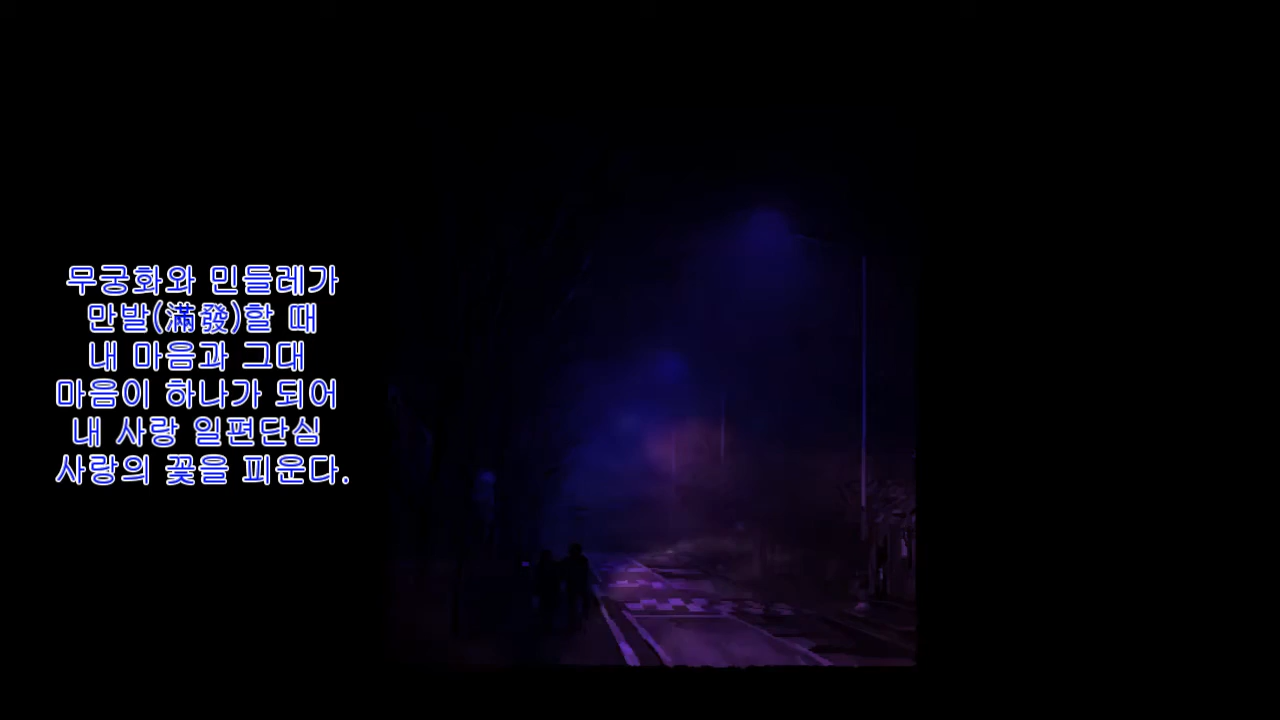 무궁화와 민들레가
만발(滿發)할 때
내 마음과 그대
마음이 하나가 되어
내 사랑 일편단심
사랑의 꽃을 피운다.